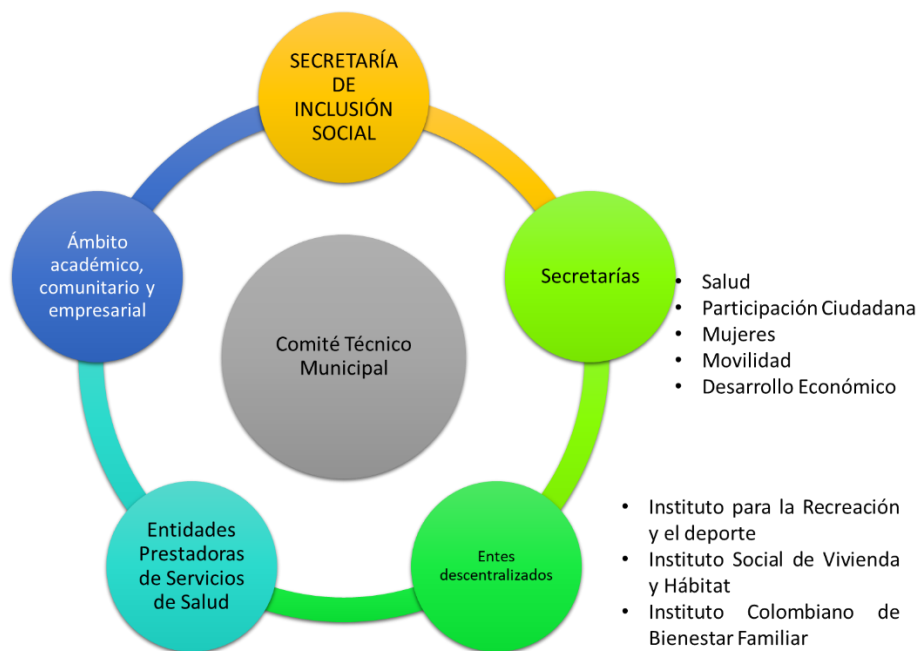 SECRETARÍA
DE
INCLUSIÓN
SOCIAL
Ámbito
académico,
comunitario y
empresarial
Secretarías
• Salud
• Participación Ciudadana
• Mujeres
• Movilidad
• Desarrollo Económico
Comité Técnico
Municipal
Entidades
Prestadoras
de Servicios
de Salud
Entes
descentralizados
• Instituto para la Recreación
y el deporte
• Instituto Social de Vivienda
y Hábitat
• Instituto Colombiano de
Bienestar Familiar